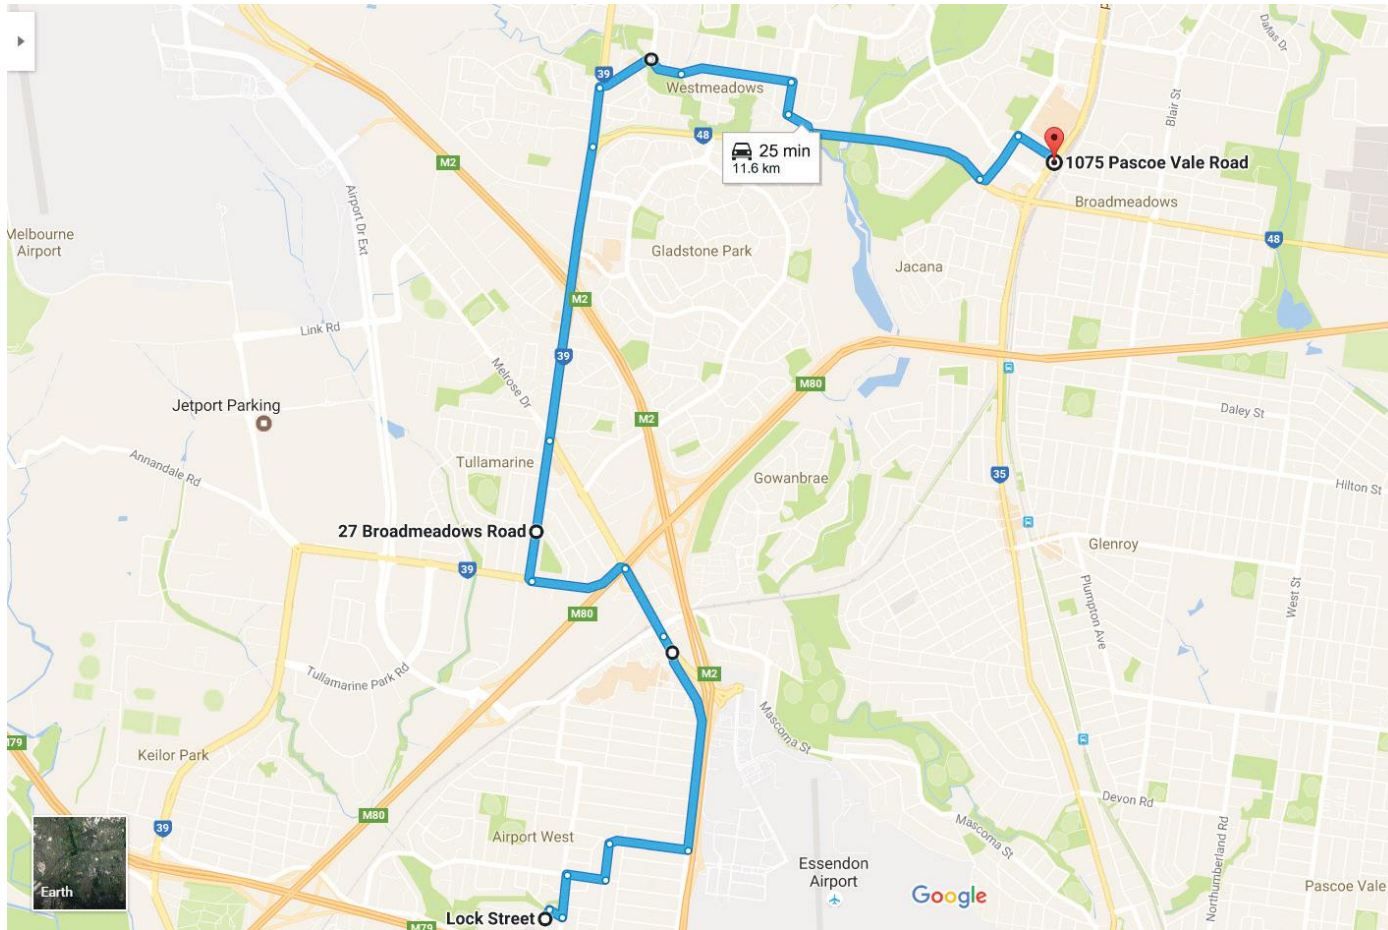 39
Westmeadows
48
25 min
11.6 km
1075 Pascoe Vale Road
Blair St
Dallas Dr
M2
Airport Dr Ext
Melbourne
Airport
Broadmeadows
48
Gladstone Park
Jacana
M2
Link Rd
39
Melrose Dr
M80
Jetport Parking
M2
Daley St
Annandale Rd
Tullamarine
Gowanbrae
35
Hilton St
27 Broadmeadows Road
Glenroy
39
M80
Plumpton Ave
West St
Tullamarine Park Rd
M2
Mascoma St
M79
Keilor Park
M80
Devon Rd
39
Airport West
Mascoma St
Northumberland Rd
Essendon
Airport
Earth
Google
Pascoe Vale
Lock Street
M79